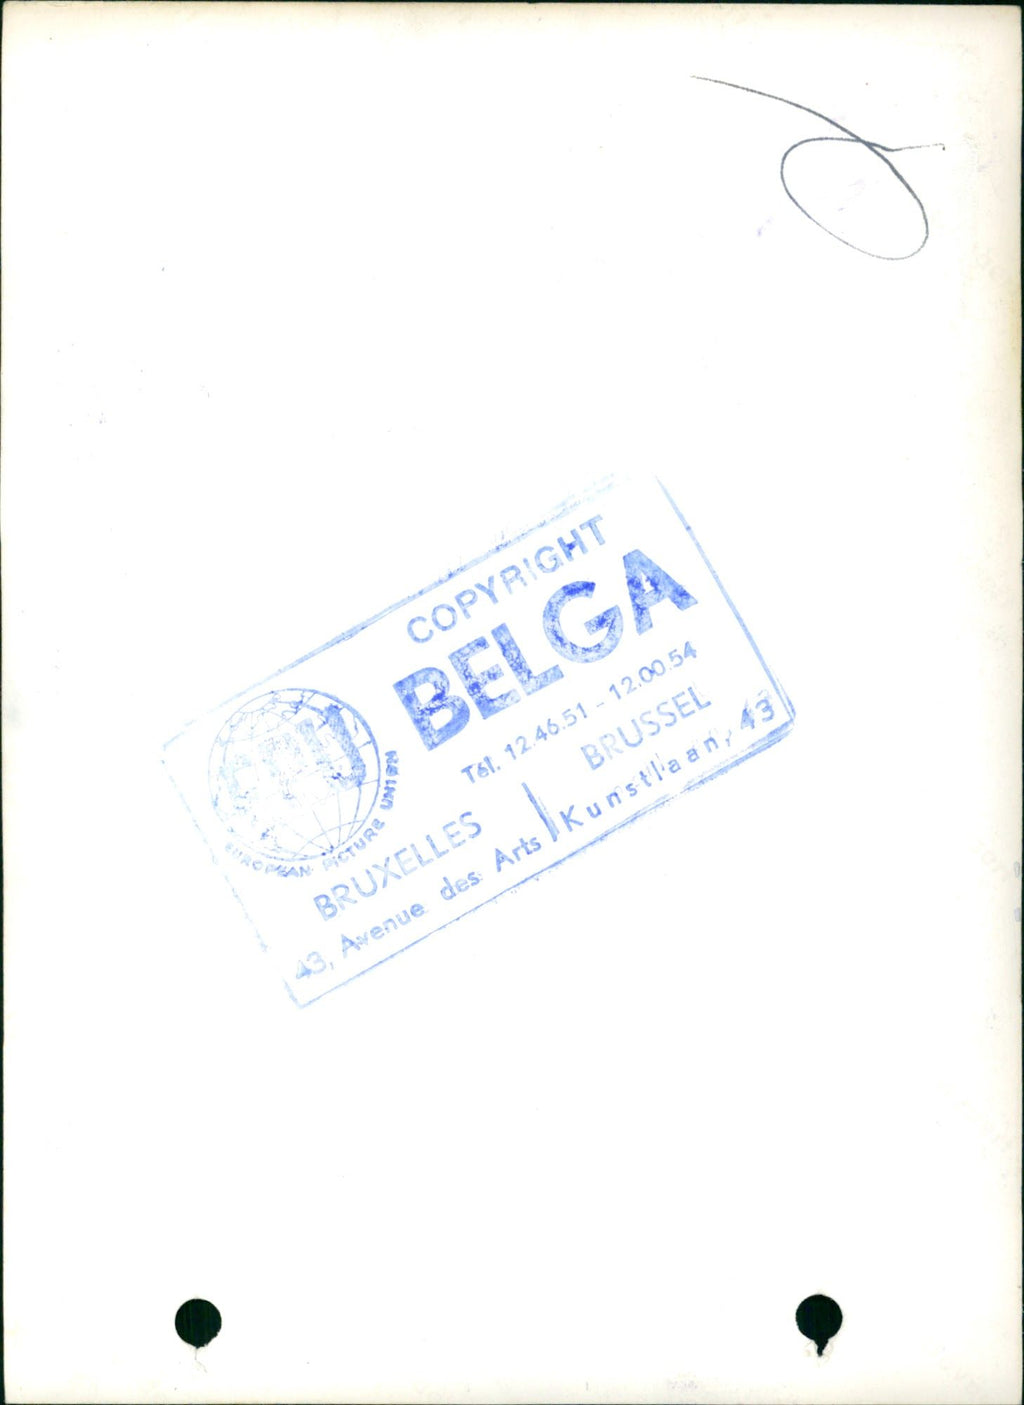 COPYRIGHT
BELGA
Tél. 12.46.51 - 12.00.54
EUROPEAN PICTURE UNION
BRUXELLES BRUSSEL
43, Avenue des Arts Kunstlaan, 43